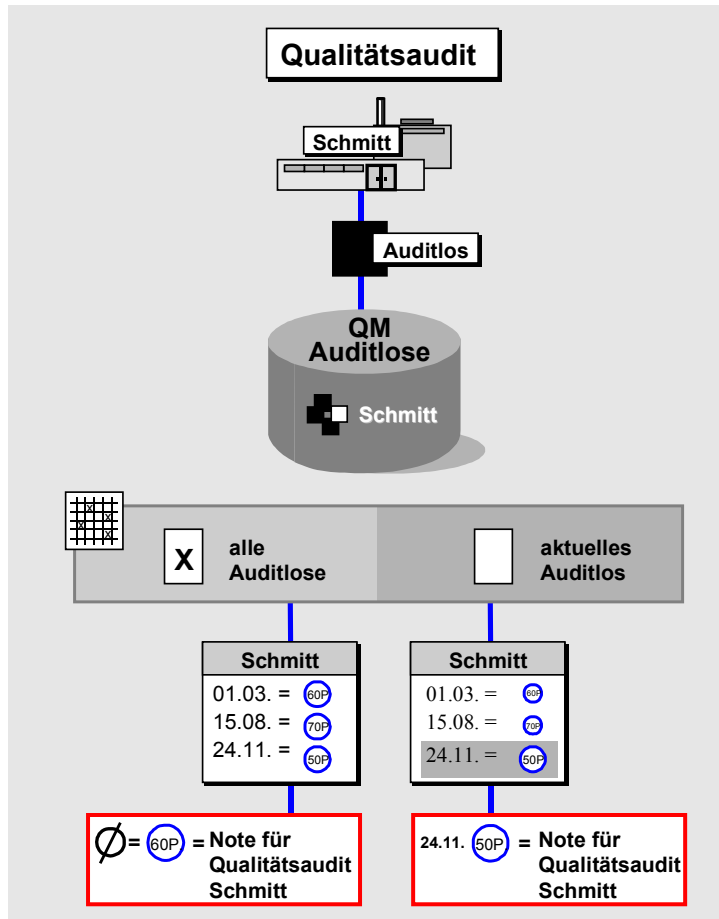 Qualitätsaudit
Schmitt
Auditlos
QM
Auditlose
Schmitt
X X X X
X alle
Auditlose
aktuelles
Auditlos
Schmitt
01.03. = 60P
15.08. = 70P
24.11. = 50P
Schmitt
01.03. = 60P
15.08. = 70P
24.11. = 50P
Ø= 60P = Note für
Qualitätsaudit
Schmitt
24.11. 50P = Note für
Qualitätsaudit
Schmitt